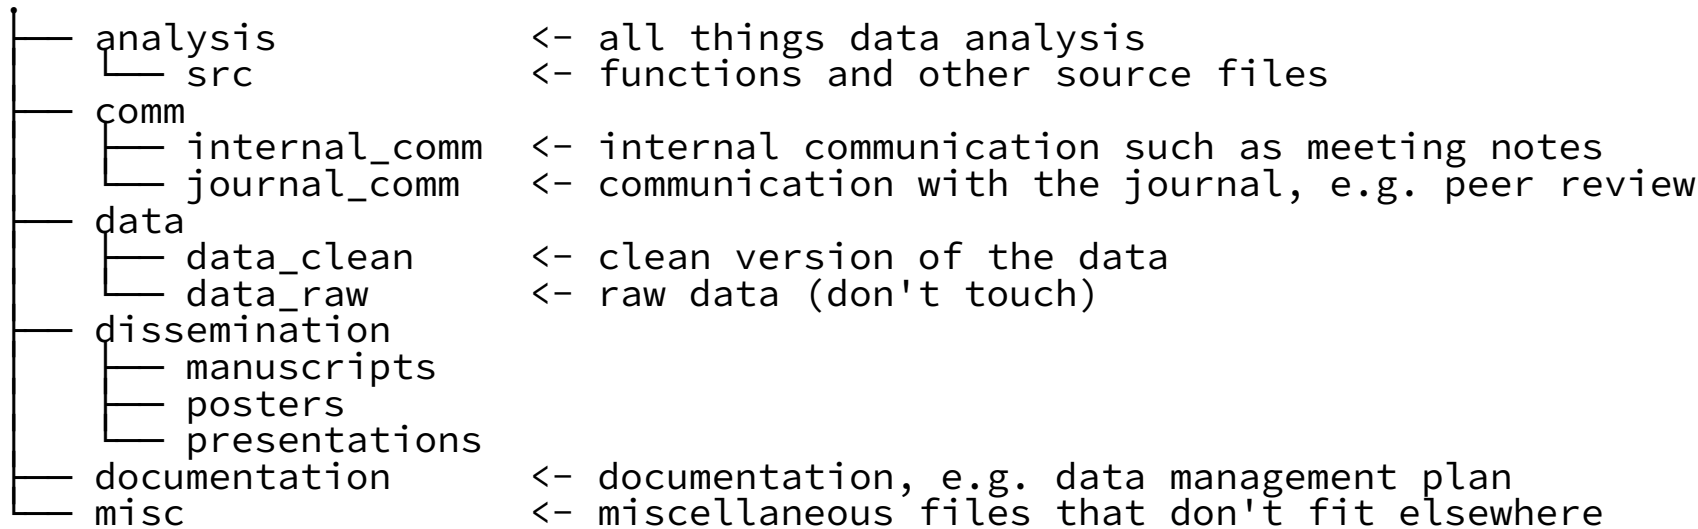 .
├── analysis <- all things data analysis
│   └── src <- functions and other source files
├── comm
│   ├── internal_comm <- internal communication such as meeting notes
│   └── journal_comm <- communication with the journal, e.g. peer review
├── data
│   ├── data_clean <- clean version of the data
│   └── data_raw <- raw data (don't touch)
├── dissemination
│   ├── manuscripts
│   ├── posters
│   └── presentations
├── documentation <- documentation, e.g. data management plan
└── misc <- miscellaneous files that don't fit elsewhere